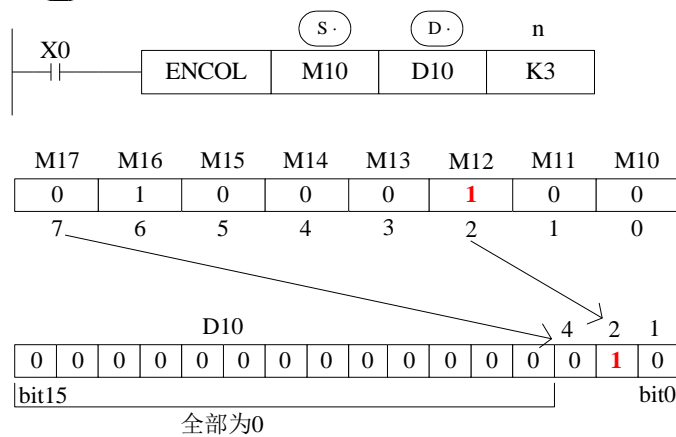 S· D· n
X0
ENCOL M10 D10 K3
M17 M16 M15 M14 M13 M12 M11 M10
0 1 0 0 0 1 0 0
7 6 5 4 3 2 1 0
D10 4 2 1
0 0 0 0 0 0 0 0 0 0 0 0 0 0 1 0
bit15 bit0
全部为0